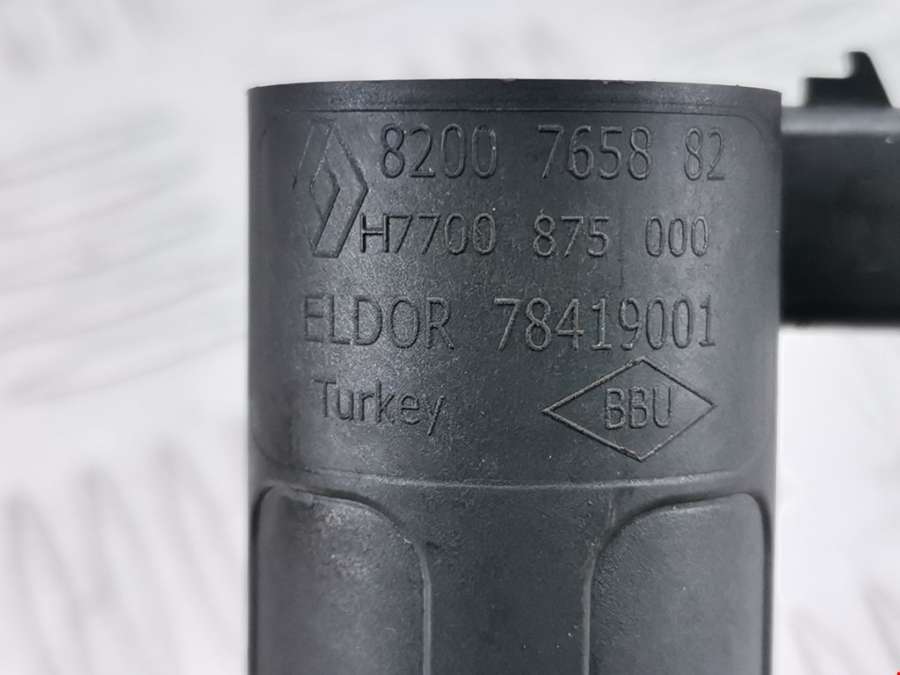 8200 7658 82
H7700 875 000
ELDOR 78419001
Turkey BBU